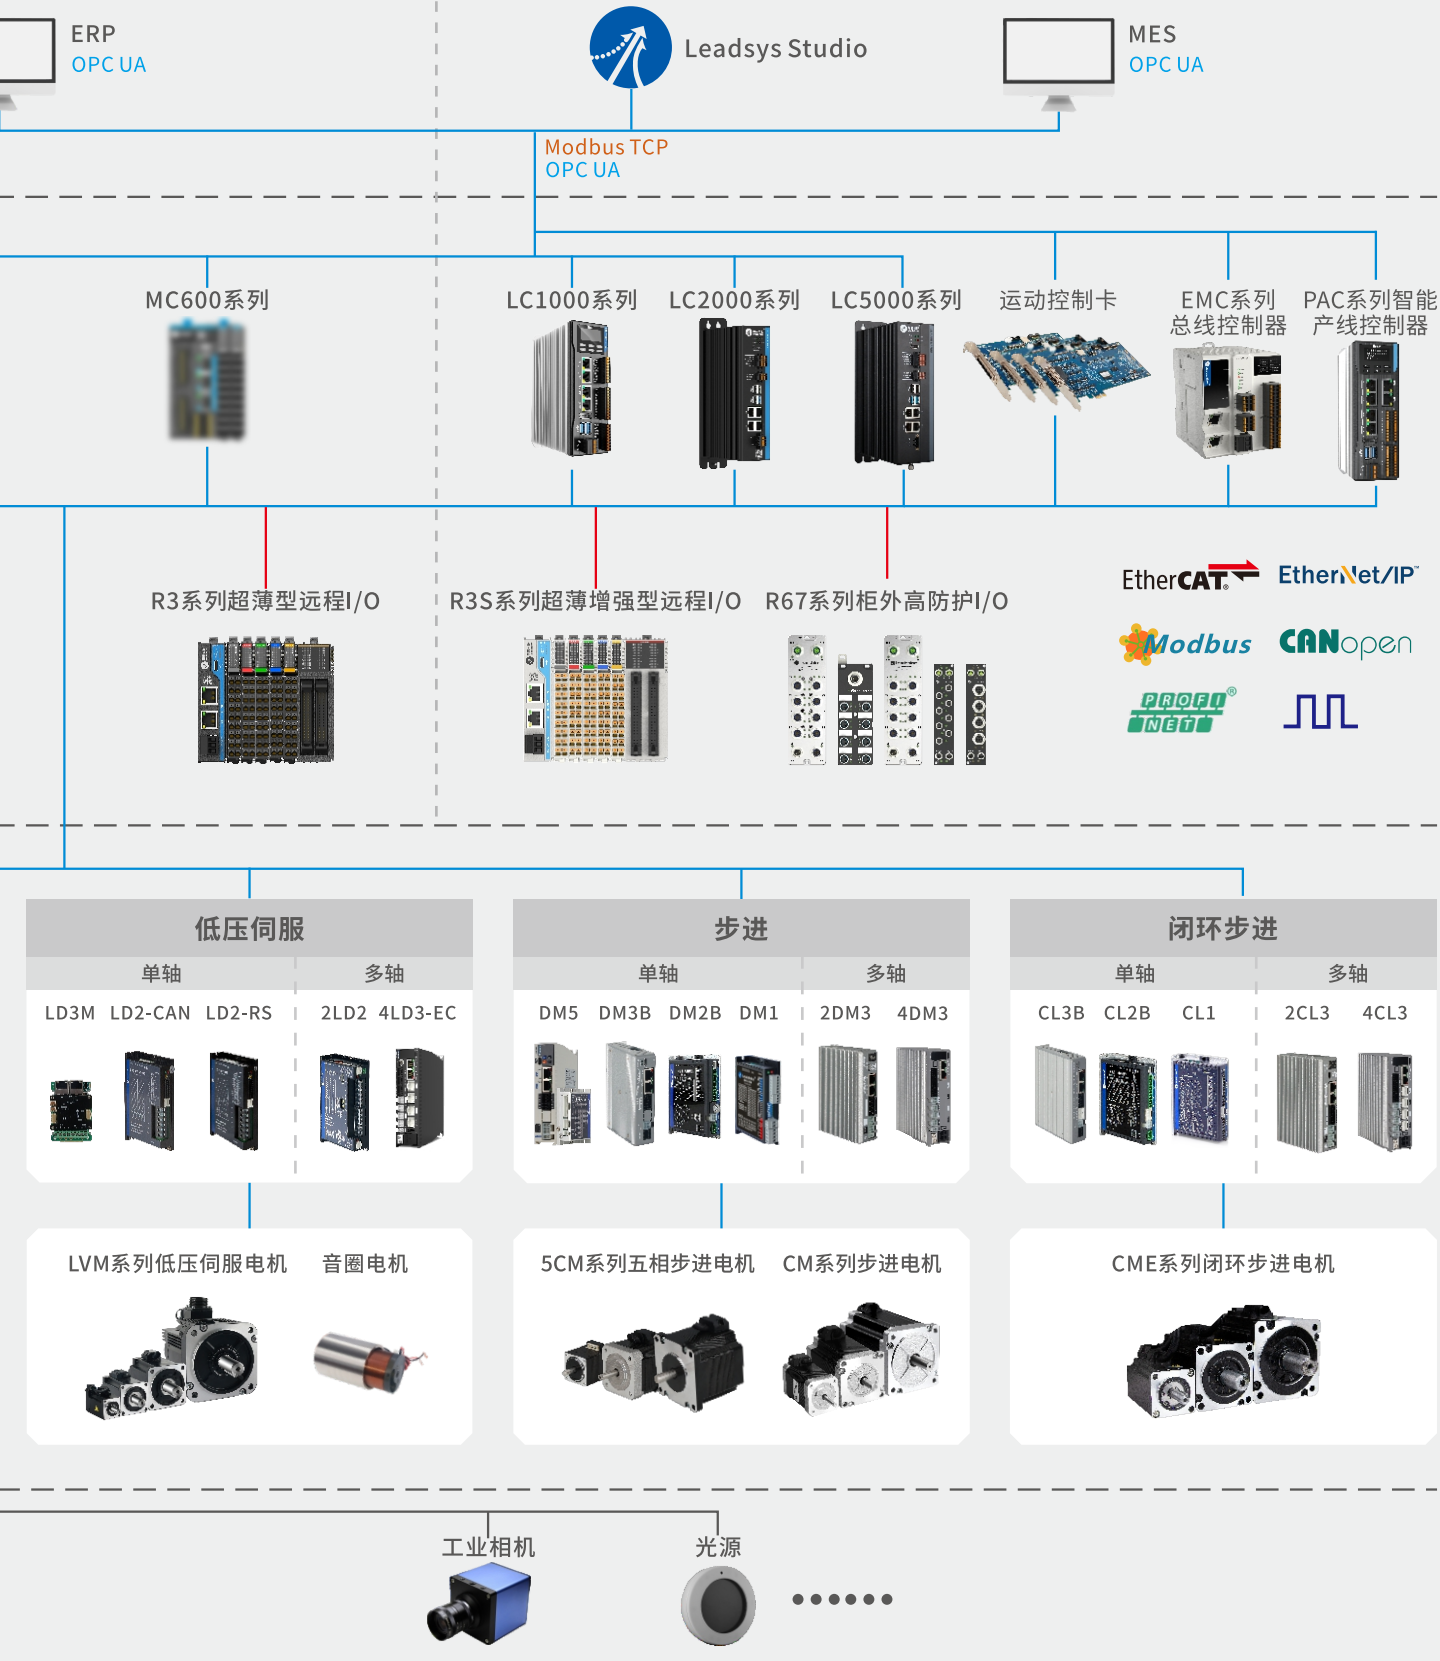 ERP
OPC UA
Leadsys Studio
MES
OPC UA
Modbus TCP
OPC UA
MC600系列
LC1000系列
LC2000系列
LC5000系列
运动控制卡
EMC系列
总线控制器
PAC系列智能
产线控制器
R3系列超薄型远程I/O
R3S系列超薄增强型远程I/O
R67系列柜外高防护I/O
EtherCAT®
EtherNet/IP™
Modbus
CANopen
PROFI®
NET
低压伺服
单轴
多轴
LD3M
LD2-CAN
LD2-RS
2LD2
4LD3-EC
步进
单轴
多轴
DM5
DM3B
DM2B
DM1
2DM3
4DM3
闭环步进
单轴
多轴
CL3B
CL2B
CL1
2CL3
4CL3
LVM系列低压伺服电机
音圈电机
5CM系列五相步进电机
CM系列步进电机
CME系列闭环步进电机
工业相机
光源
······